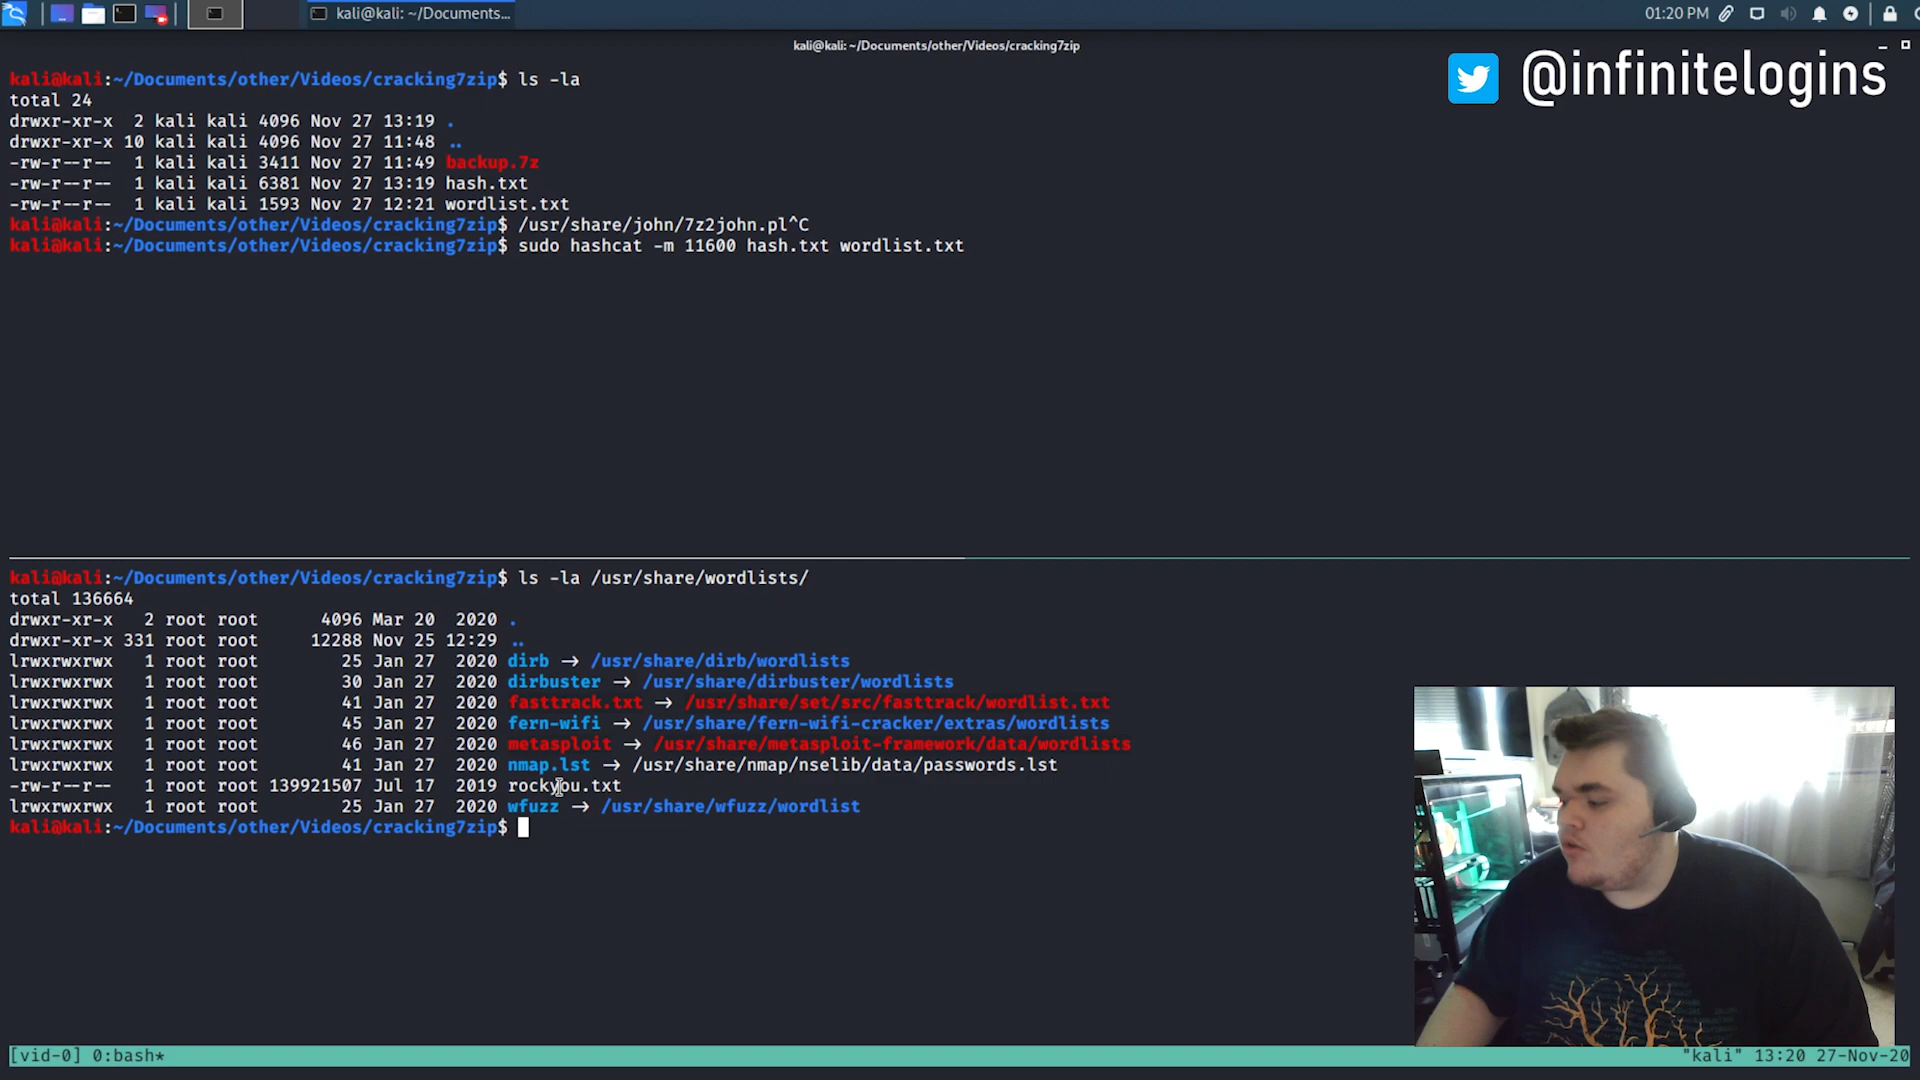 kali@kali: ~/Documents...
01:20 PM
kali@kali: ~/Documents/other/Videos/cracking7zip
@infinitelogins
kali@kali:~/Documents/other/Videos/cracking7zip$ ls -la
total 24
drwxr-xr-x  2 kali kali 4096 Nov 27 13:19 .
drwxr-xr-x 10 kali kali 4096 Nov 27 11:48 ..
-rw-r--r--  1 kali kali 3411 Nov 27 11:49 backup.7z
-rw-r--r--  1 kali kali 6381 Nov 27 13:19 hash.txt
-rw-r--r--  1 kali kali 1593 Nov 27 12:21 wordlist.txt
kali@kali:~/Documents/other/Videos/cracking7zip$ /usr/share/john/7z2john.pl^C
kali@kali:~/Documents/other/Videos/cracking7zip$ sudo hashcat -m 11600 hash.txt wordlist.txt
kali@kali:~/Documents/other/Videos/cracking7zip$ ls -la /usr/share/wordlists/
total 136664
drwxr-xr-x   2 root root      4096 Mar 20  2020 .
drwxr-xr-x 331 root root     12288 Nov 25 12:29 ..
lrwxrwxrwx   1 root root        25 Jan 27  2020 dirb → /usr/share/dirb/wordlists
lrwxrwxrwx   1 root root        30 Jan 27  2020 dirbuster → /usr/share/dirbuster/wordlists
lrwxrwxrwx   1 root root        41 Jan 27  2020 fasttrack.txt → /usr/share/set/src/fasttrack/wordlist.txt
lrwxrwxrwx   1 root root        45 Jan 27  2020 fern-wifi → /usr/share/fern-wifi-cracker/extras/wordlists
lrwxrwxrwx   1 root root        46 Jan 27  2020 metasploit → /usr/share/metasploit-framework/data/wordlists
lrwxrwxrwx   1 root root        41 Jan 27  2020 nmap.lst → /usr/share/nmap/nselib/data/passwords.lst
-rw-r--r--   1 root root 139921507 Jul 17  2019 rockyou.txt
lrwxrwxrwx   1 root root        25 Jan 27  2020 wfuzz → /usr/share/wfuzz/wordlist
kali@kali:~/Documents/other/Videos/cracking7zip$
[vid-0] 0:bash*
"kali" 13:20 27-Nov-20